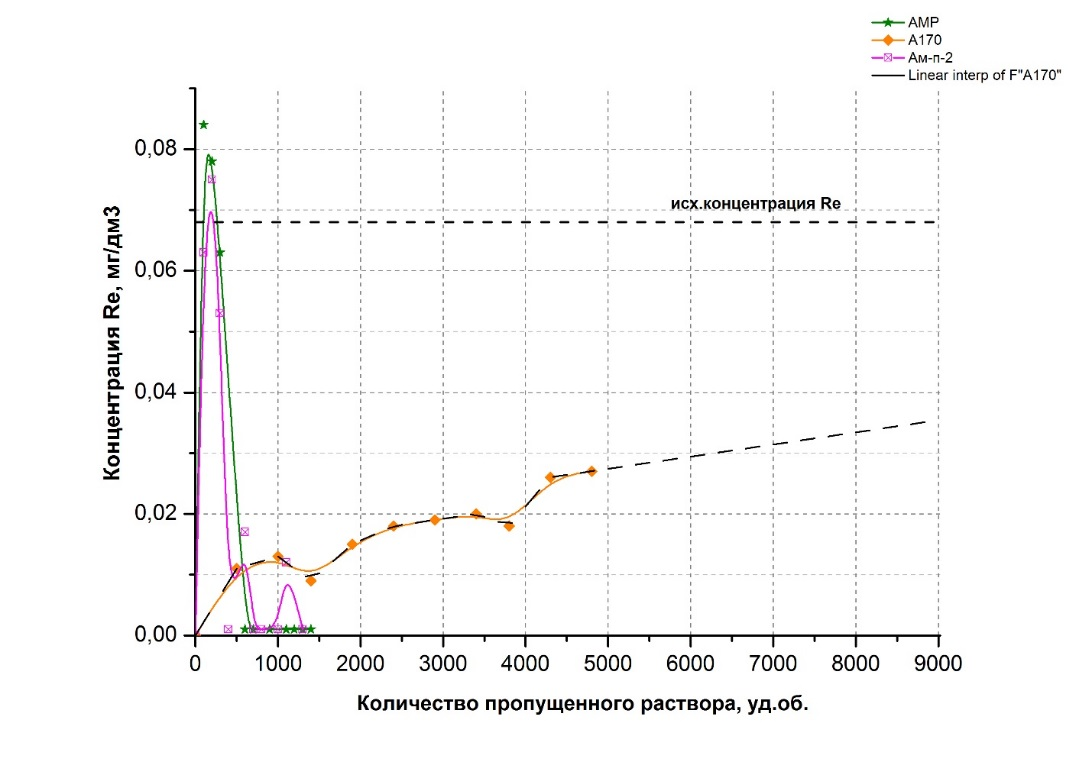 AMP
A170
Ам-п-2
Linear interp of F"A170"
исх.концентрация Re
Концентрация Re, мг/дм3
0,08
0,06
0,04
0,02
0,00
0 1000 2000 3000 4000 5000 6000 7000 8000 9000
Количество пропущенного раствора, уд.об.